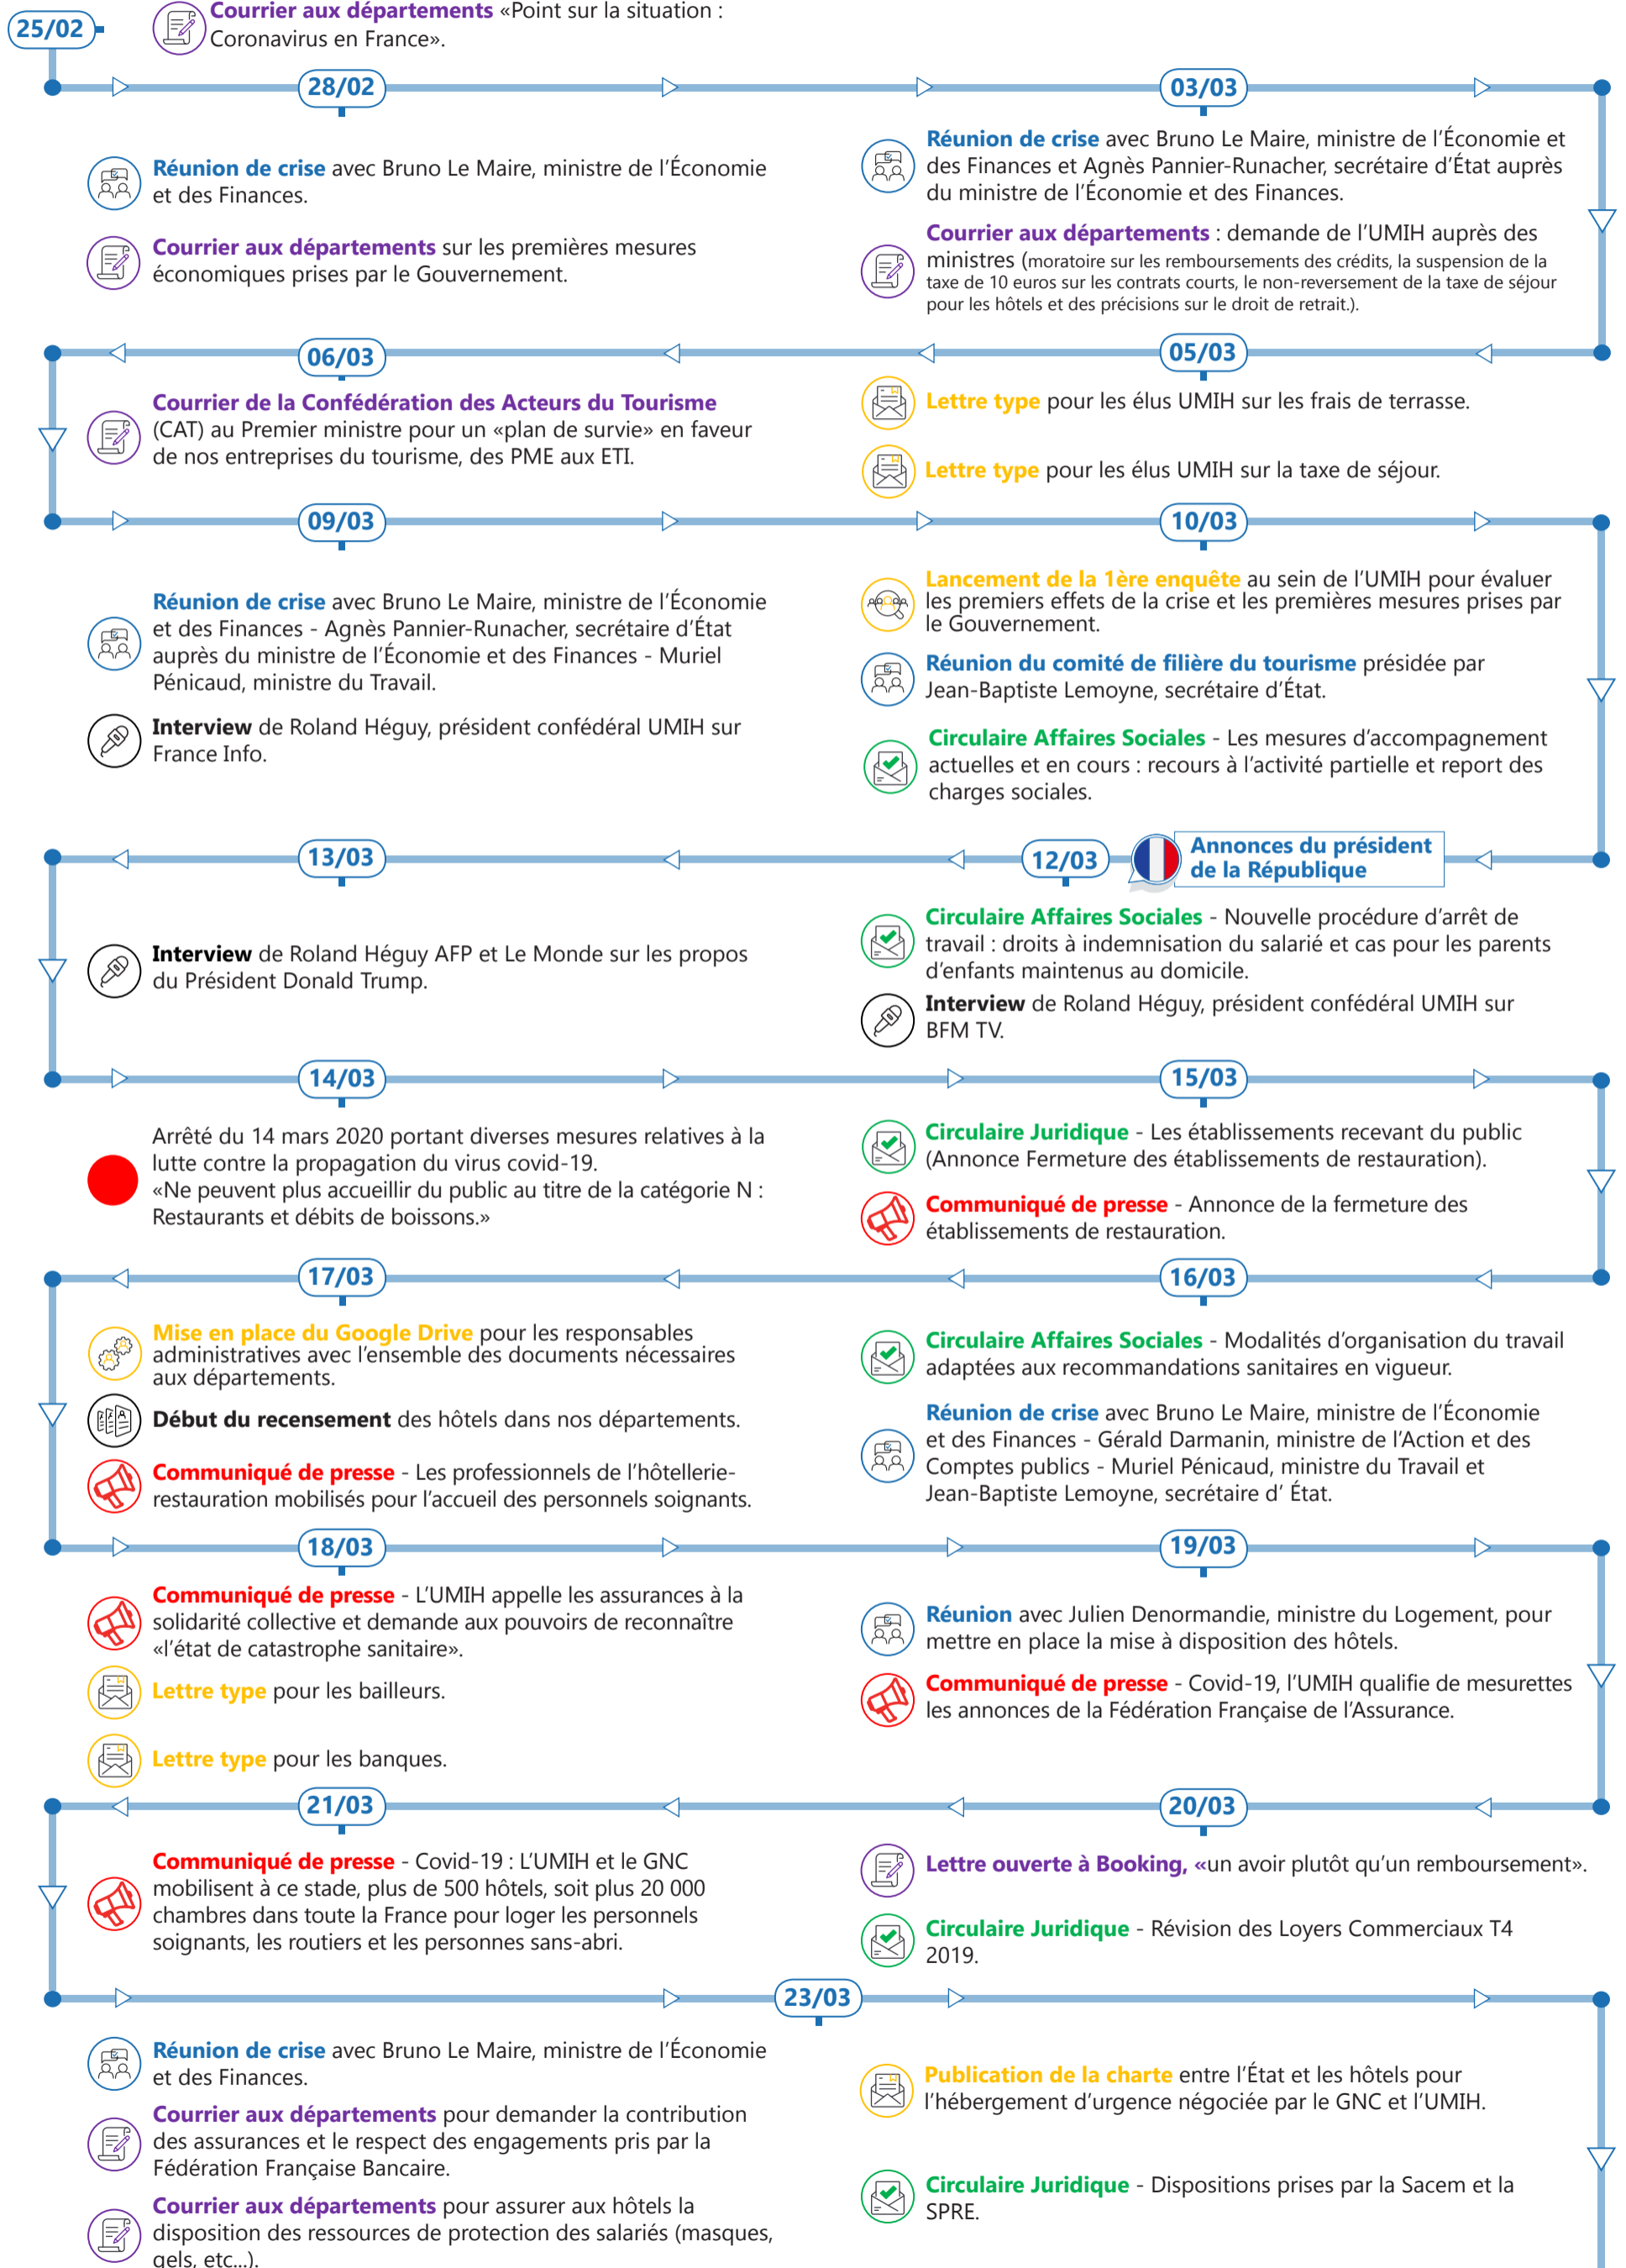 25/02
Courrier aux départements «Point sur la situation :
Coronavirus en France».
28/02
Réunion de crise avec Bruno Le Maire, ministre de l’Économie
et des Finances.
Courrier aux départements sur les premières mesures
économiques prises par le Gouvernement.
03/03
Réunion de crise avec Bruno Le Maire, ministre de l’Économie et
des Finances et Agnès Pannier-Runacher, secrétaire d’État auprès
du ministre de l’Économie et des Finances.
Courrier aux départements : demande de l’UMIH auprès des
ministres (moratoire sur les remboursements des crédits, la suspension de la
taxe de 10 euros sur les contrats courts, le non-reversement de la taxe de séjour
pour les hôtels et des précisions sur le droit de retrait.).
05/03
Lettre type pour les élus UMIH sur les frais de terrasse.
Lettre type pour les élus UMIH sur la taxe de séjour.
06/03
Courrier de la Confédération des Acteurs du Tourisme
(CAT) au Premier ministre pour un «plan de survie» en faveur
de nos entreprises du tourisme, des PME aux ETI.
09/03
Réunion de crise avec Bruno Le Maire, ministre de l’Économie
et des Finances - Agnès Pannier-Runacher, secrétaire d’État
auprès du ministre de l’Économie et des Finances - Muriel
Pénicaud, ministre du Travail.
Interview de Roland Héguy, président confédéral UMIH sur
France Info.
10/03
Lancement de la 1ère enquête au sein de l’UMIH pour évaluer
les premiers effets de la crise et les premières mesures prises par
le Gouvernement.
Réunion du comité de filière du tourisme présidée par
Jean-Baptiste Lemoyne, secrétaire d’État.
Circulaire Affaires Sociales - Les mesures d’accompagnement
actuelles et en cours : recours à l’activité partielle et report des
charges sociales.
Annonces du président
de la République
12/03
Circulaire Affaires Sociales - Nouvelle procédure d’arrêt de
travail : droits à indemnisation du salarié et cas pour les parents
d’enfants maintenus au domicile.
Interview de Roland Héguy, président confédéral UMIH sur
BFM TV.
13/03
Interview de Roland Héguy AFP et Le Monde sur les propos
du Président Donald Trump.
14/03
Arrêté du 14 mars 2020 portant diverses mesures relatives à la
lutte contre la propagation du virus covid-19.
«Ne peuvent plus accueillir du public au titre de la catégorie N :
Restaurants et débits de boissons.»
15/03
Circulaire Juridique - Les établissements recevant du public
(Annonce Fermeture des établissements de restauration).
Communiqué de presse - Annonce de la fermeture des
établissements de restauration.
16/03
Circulaire Affaires Sociales - Modalités d’organisation du travail
adaptées aux recommandations sanitaires en vigueur.
Réunion de crise avec Bruno Le Maire, ministre de l’Économie
et des Finances - Gérald Darmanin, ministre de l’Action et des
Comptes publics - Muriel Pénicaud, ministre du Travail et
Jean-Baptiste Lemoyne, secrétaire d’ État.
17/03
Mise en place du Google Drive pour les responsables
administratives avec l’ensemble des documents nécessaires
aux départements.
Début du recensement des hôtels dans nos départements.
Communiqué de presse - Les professionnels de l’hôtellerie-
restauration mobilisés pour l’accueil des personnels soignants.
18/03
Communiqué de presse - L’UMIH appelle les assurances à la
solidarité collective et demande aux pouvoirs de reconnaître
«l’état de catastrophe sanitaire».
Lettre type pour les bailleurs.
Lettre type pour les banques.
19/03
Réunion avec Julien Denormandie, ministre du Logement, pour
mettre en place la mise à disposition des hôtels.
Communiqué de presse - Covid-19, l’UMIH qualifie de mesurettes
les annonces de la Fédération Française de l’Assurance.
20/03
Lettre ouverte à Booking, «un avoir plutôt qu’un remboursement».
Circulaire Juridique - Révision des Loyers Commerciaux T4
2019.
21/03
Communiqué de presse - Covid-19 : L’UMIH et le GNC
mobilisent à ce stade, plus de 500 hôtels, soit plus 20 000
chambres dans toute la France pour loger les personnels
soignants, les routiers et les personnes sans-abri.
23/03
Réunion de crise avec Bruno Le Maire, ministre de l’Économie
et des Finances.
Courrier aux départements pour demander la contribution
des assurances et le respect des engagements pris par la
Fédération Française Bancaire.
Courrier aux départements pour assurer aux hôtels la
disposition des ressources de protection des salariés (masques,
gels, etc...).
Publication de la charte entre l’État et les hôtels pour
l’hébergement d’urgence négociée par le GNC et l’UMIH.
Circulaire Juridique - Dispositions prises par la Sacem et la
SPRE.